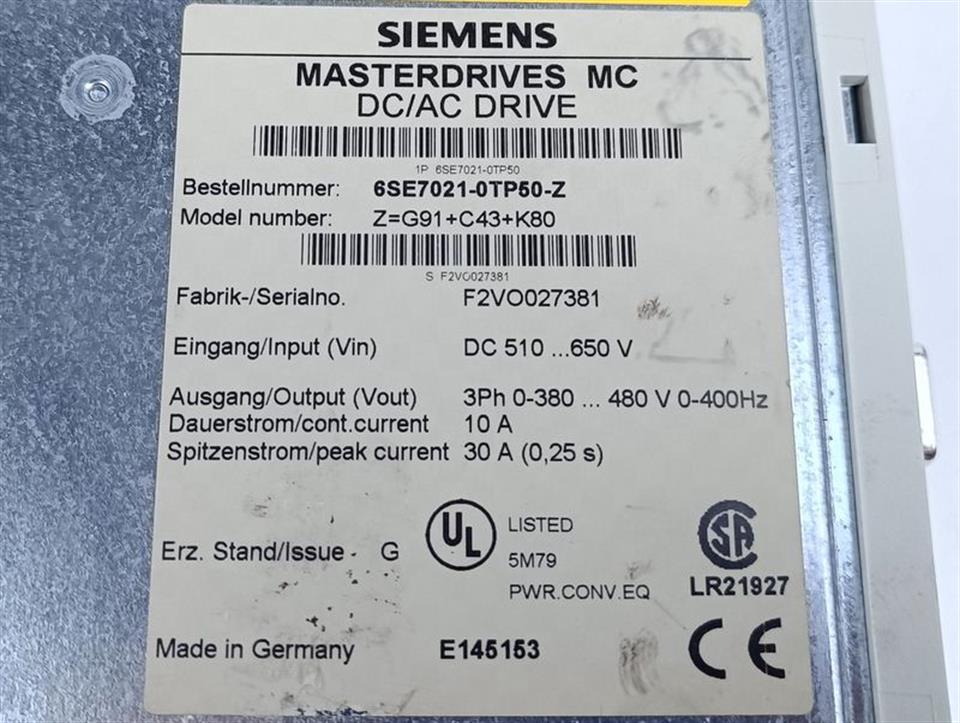 SIEMENS
MASTERDRIVES MC
DC/AC DRIVE
1P 6SE7021-0TP50
Bestellnummer: 6SE7021-0TP50-Z
Model number: Z=G91+C43+K80
S F2VO027381
Fabrik-/Serialno. F2VO027381
Eingang/Input (Vin) DC 510 ...650 V
Ausgang/Output (Vout) 3Ph 0-380 ... 480 V 0-400Hz
Dauerstrom/cont.current 10 A
Spitzenstrom/peak current 30 A (0,25 s)
Erz. Stand/Issue - G
UL
LISTED
5M79
PWR.CONV.EQ
SA
LR21927
Made in Germany E145153
CE